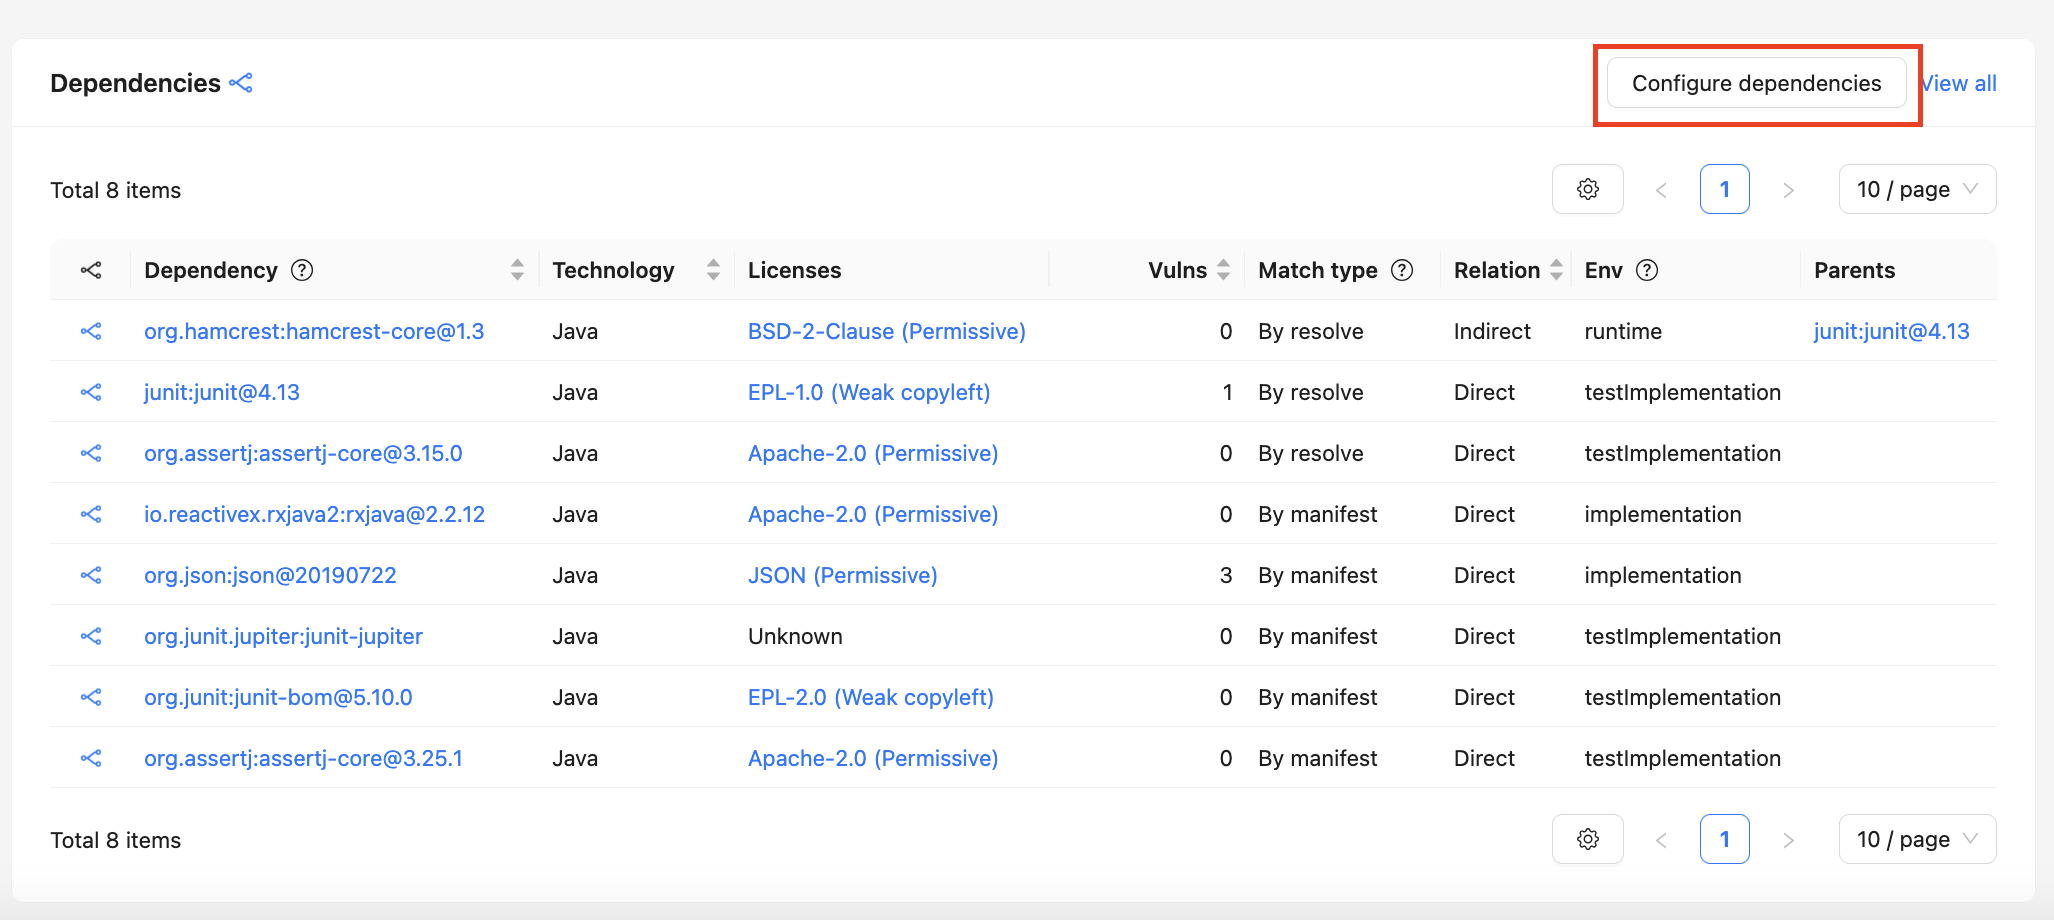 Dependencies Configure dependencies View all
Total 8 items 1 10 / page
Dependency Technology Licenses Vulns Match type Relation Env Parents
org.hamcrest:hamcrest-core@1.3 Java BSD-2-Clause (Permissive) 0 By resolve Indirect runtime junit:junit@4.13
junit:junit@4.13 Java EPL-1.0 (Weak copyleft) 1 By resolve Direct testImplementation
org.assertj:assertj-core@3.15.0 Java Apache-2.0 (Permissive) 0 By resolve Direct testImplementation
io.reactivex.rxjava2:rxjava@2.2.12 Java Apache-2.0 (Permissive) 0 By manifest Direct implementation
org.json:json@20190722 Java JSON (Permissive) 3 By manifest Direct implementation
org.junit.jupiter:junit-jupiter Java Unknown 0 By manifest Direct testImplementation
org.junit:junit-bom@5.10.0 Java EPL-2.0 (Weak copyleft) 0 By manifest Direct testImplementation
org.assertj:assertj-core@3.25.1 Java Apache-2.0 (Permissive) 0 By manifest Direct testImplementation
Total 8 items 1 10 / page